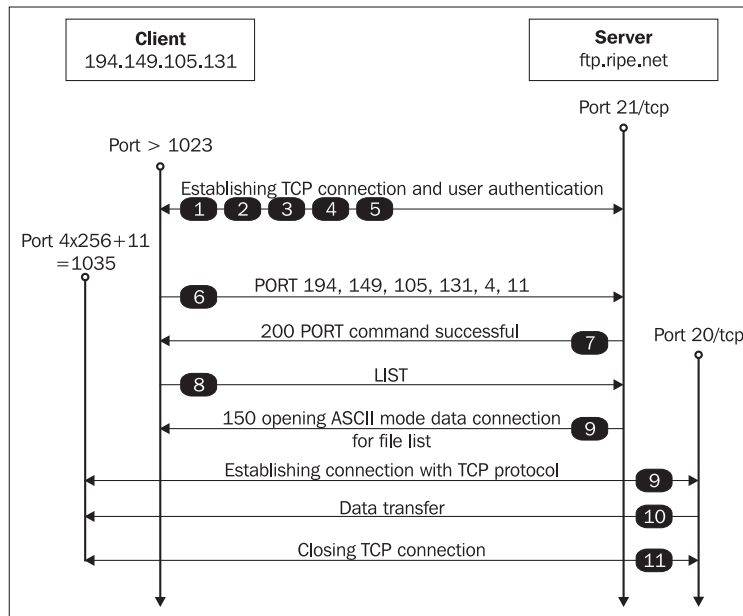 Client
194.149.105.131
Server
ftp.ripe.net
Port 21/tcp
Port > 1023
Establishing TCP connection and user authentication
1 2 3 4 5
Port 4x256+11
=1035
6 PORT 194, 149, 105, 131, 4, 11
200 PORT command successful 7
Port 20/tcp
8 LIST
150 opening ASCII mode data connection
for file list
9
Establishing connection with TCP protocol 9
Data transfer 10
Closing TCP connection 11